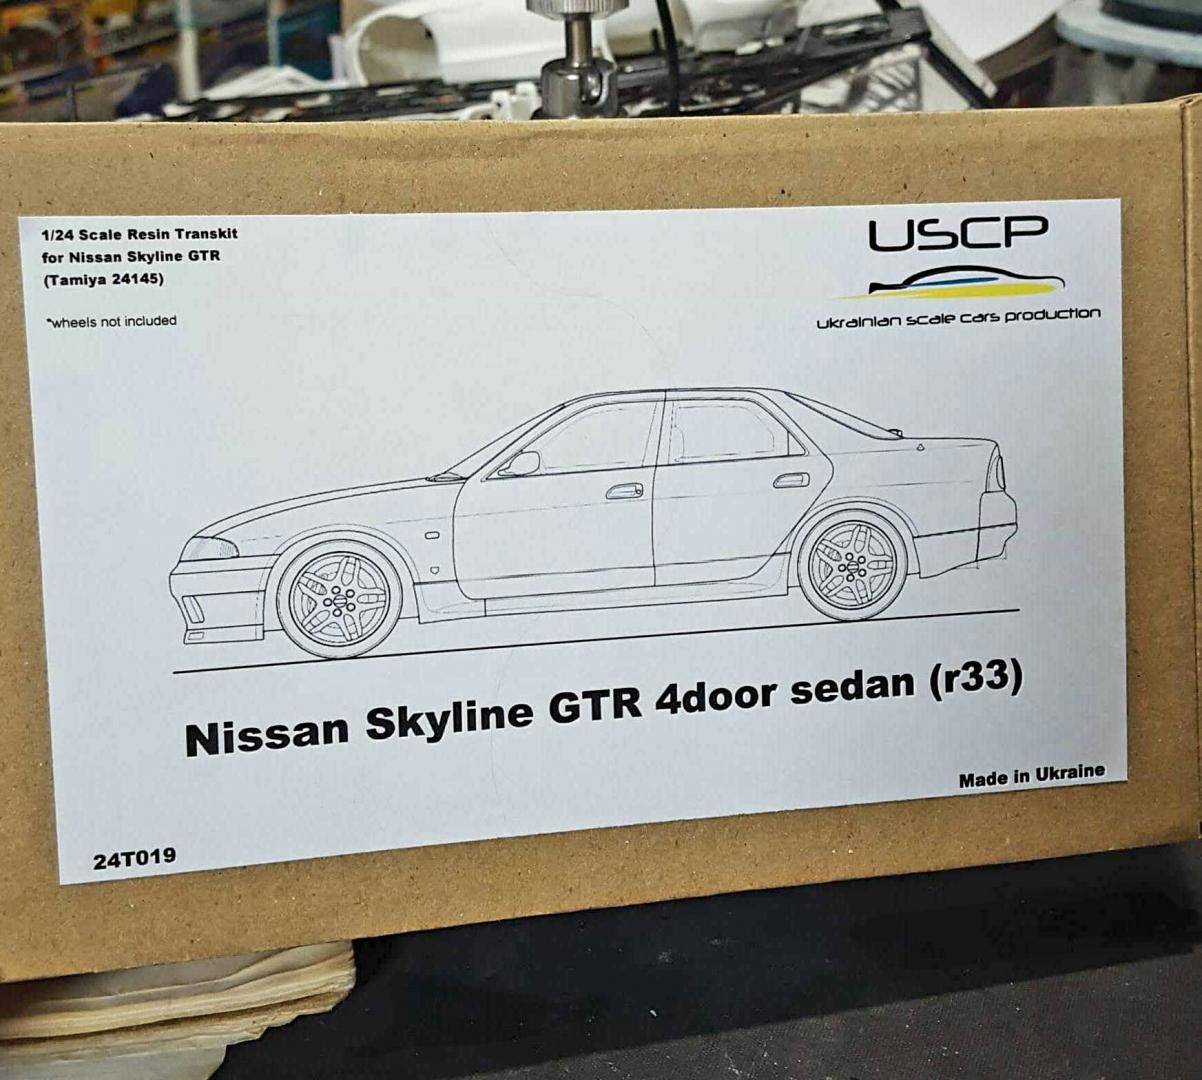 1/24 Scale Resin Transkit
for Nissan Skyline GTR
(Tamiya 24145)
*wheels not included
USCP
ukrainian scale cars production
Nissan Skyline GTR 4door sedan (r33)
Made in Ukraine
24T019